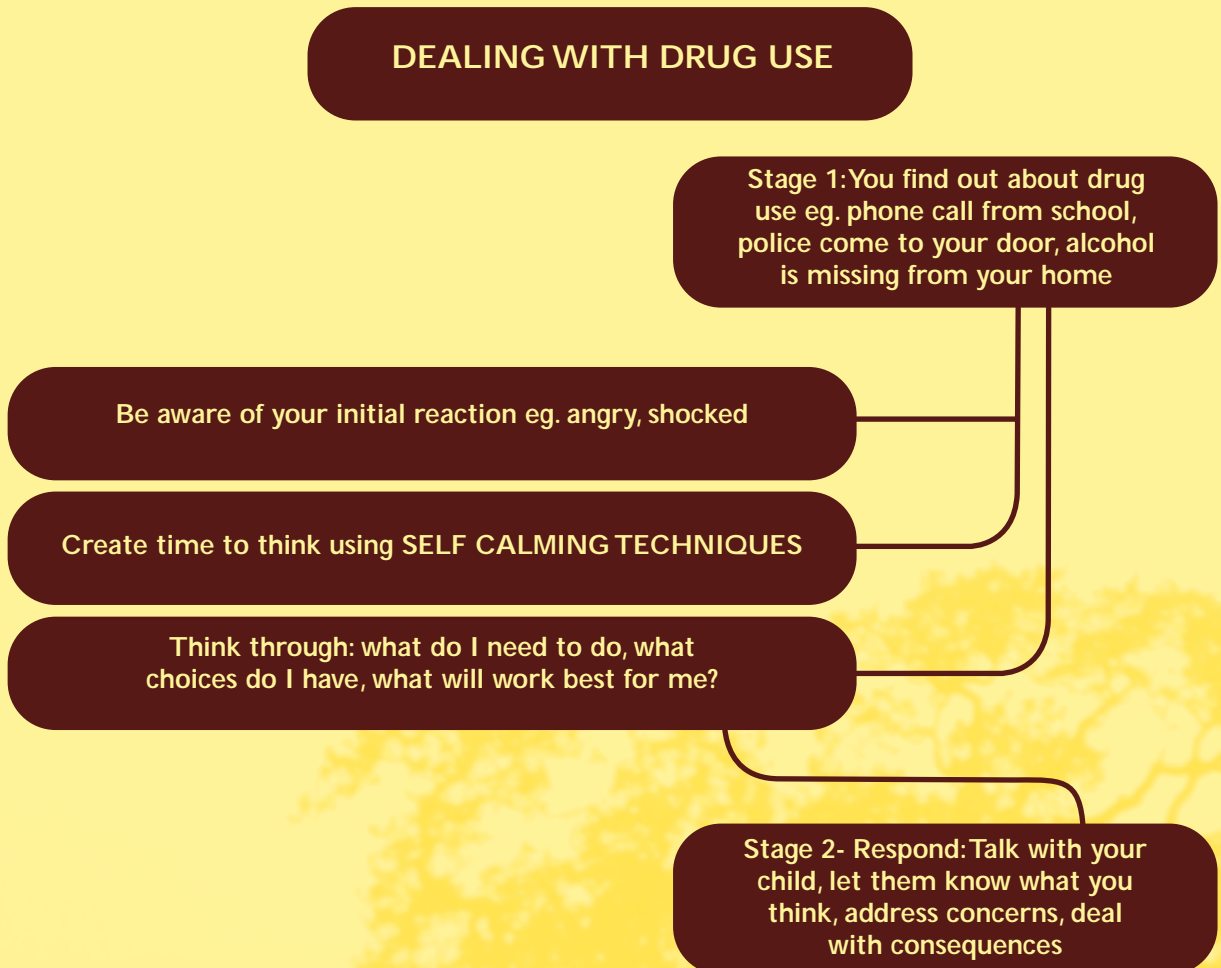 DEALING WITH DRUG USE
Stage 1: You find out about drug
use eg. phone call from school,
police come to your door, alcohol
is missing from your home
Be aware of your initial reaction eg. angry, shocked
Create time to think using SELF CALMING TECHNIQUES
Think through: what do I need to do, what
choices do I have, what will work best for me?
Stage 2- Respond: Talk with your
child, let them know what you
think, address concerns, deal
with consequences